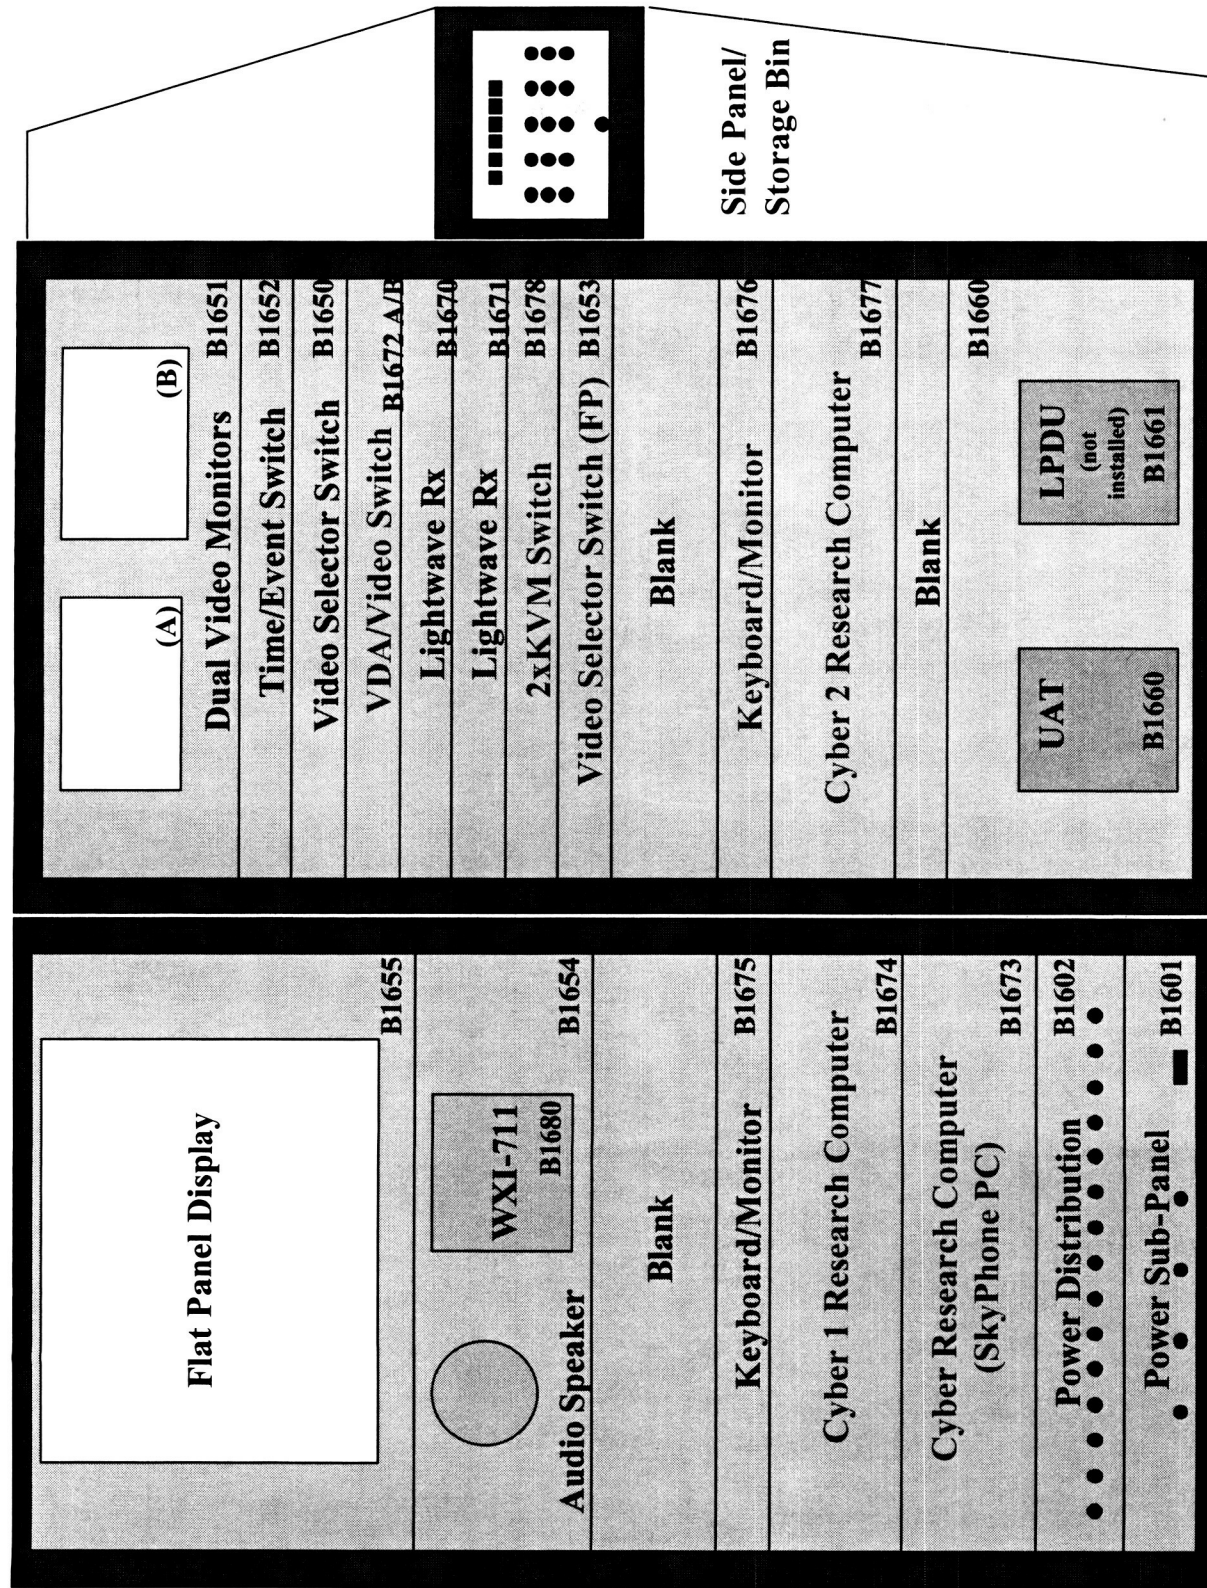 Flat Panel Display
B1655
WXI-711
B1680
Audio Speaker
B1654
Blank
Keyboard/Monitor
B1675
Cyber 1 Research Computer
B1674
Cyber Research Computer
(SkyPhone PC)
B1673
Power Distribution
B1602
Power Sub-Panel
B1601
(A)
(B)
Dual Video Monitors
B1651
Time/Event Switch
B1652
Video Selector Switch
B1650
VDA/Video Switch
B1672 A/B
Lightwave Rx
B1670
Lightwave Rx
B1671
2xKVM Switch
B1678
Video Selector Switch (FP)
B1653
Blank
Keyboard/Monitor
B1676
Cyber 2 Research Computer
B1677
Blank
B1660
UAT
B1660
LPDU
(not
installed)
B1661
Side Panel/
Storage Bin